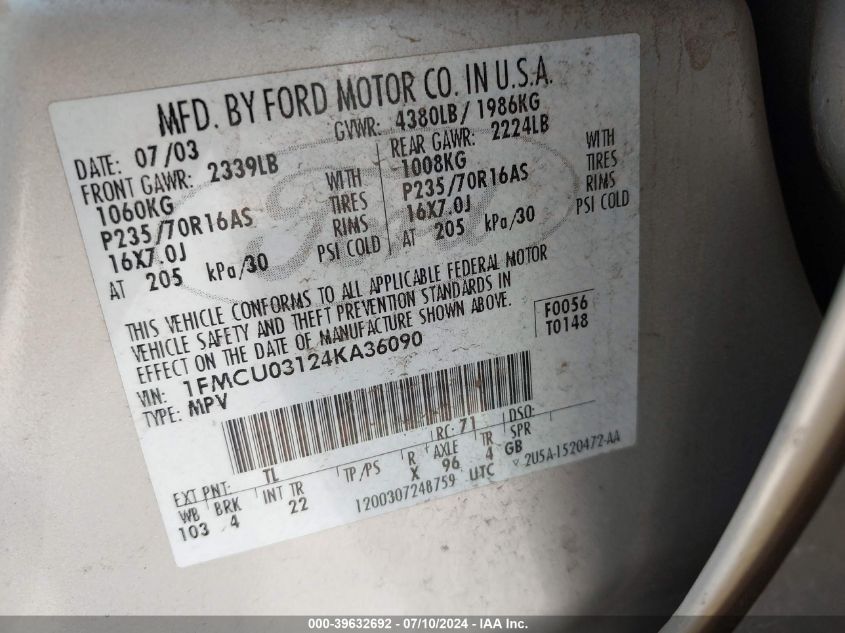 MFD. BY FORD MOTOR CO. IN U.S.A.
DATE: 07/03 GVWR: 4380LB/ 1986KG
FRONT GAWR: 2339LB REAR GAWR: 2224LB
1060KG WITH 1008KG WITH
P235/70R16AS TIRES P235/70R16AS TIRES
16X7.0J RIMS 16X7.0J RIMS
AT 205 kPa/30 PSI COLD AT 205 kPa/30 PSI COLD
THIS VEHICLE CONFORMS TO ALL APPLICABLE FEDERAL MOTOR
VEHICLE SAFETY AND THEFT PREVENTION STANDARDS IN
EFFECT ON THE DATE OF MANUFACTURE SHOWN ABOVE.
F0056
T0148
VIN: 1FMCU03124KA36090
TYPE: MPV
EXT PNT: TL RC: 71 DSO:
WB BRK INT TR TP/PS R AXLE TR SPR
103 4 22 X 96 4 GB
1200307248759 UTC 2U5A-1520472-AA
000-39632692 - 07/10/2024 - IAA Inc.